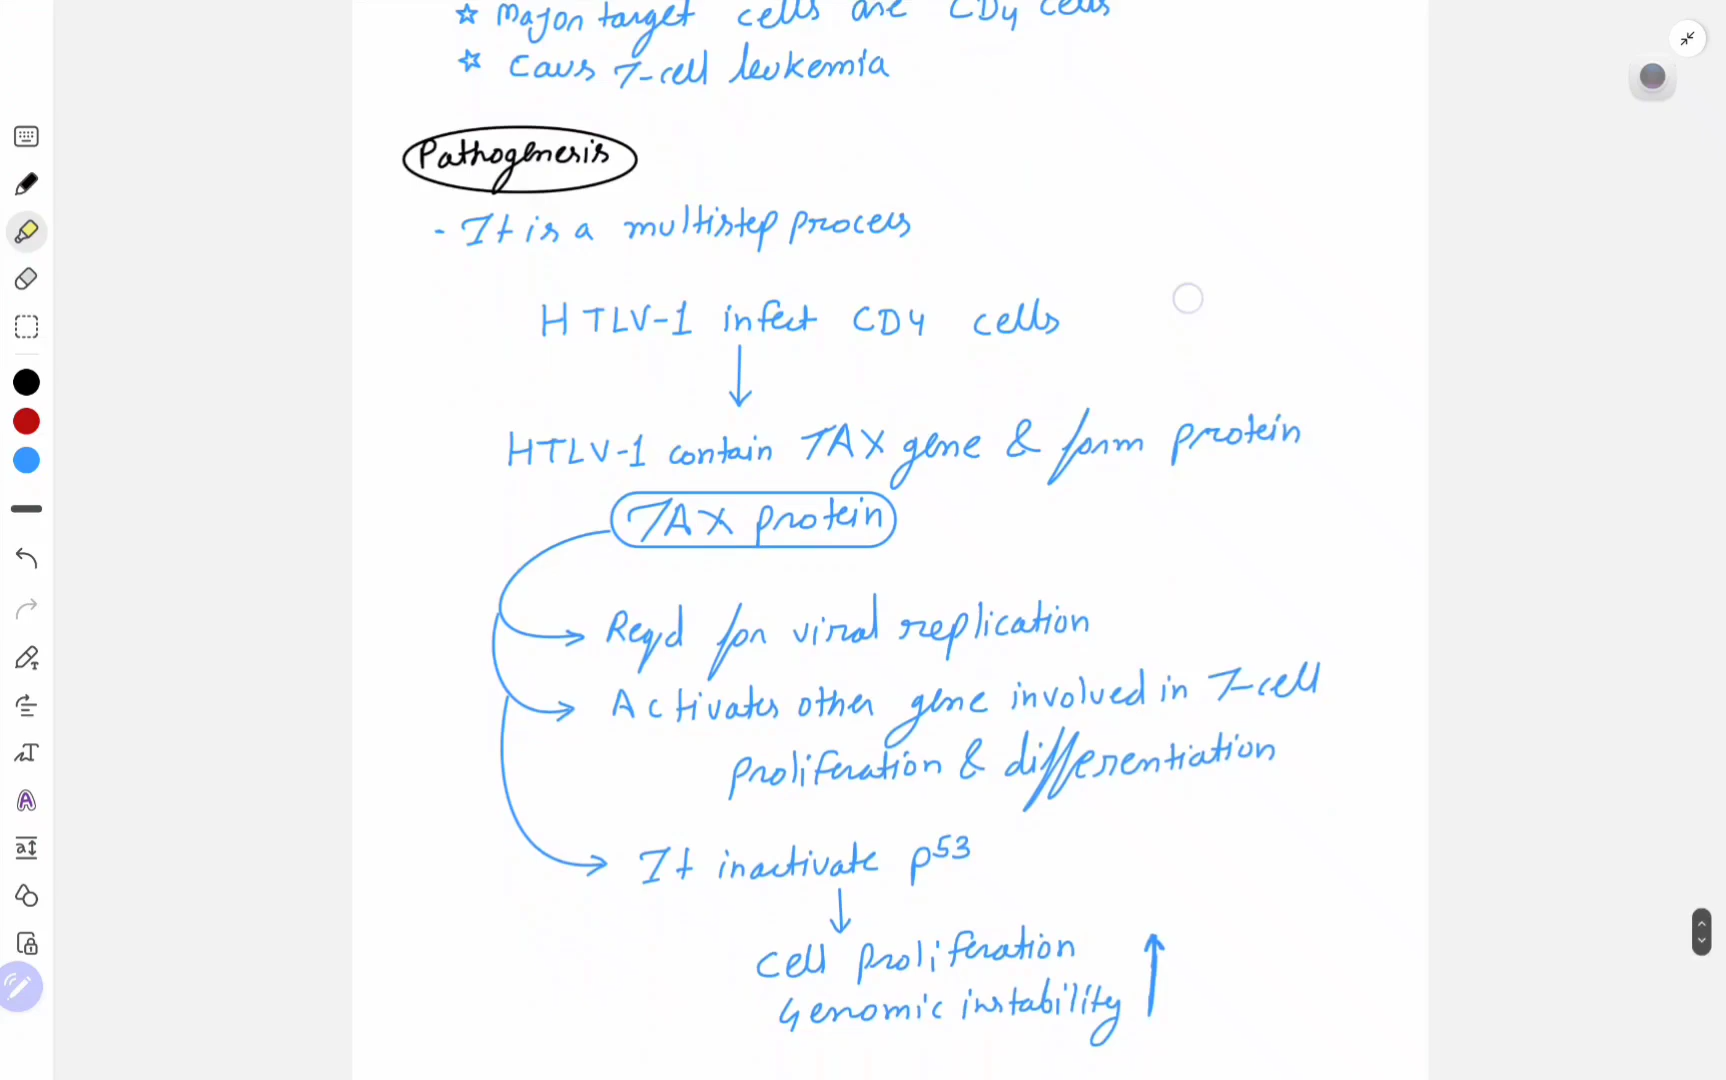 ☆ Major target cells are CD4 cells
☆ Caus T-cell leukemia
Pathogenesis
- It is a multistep process
HTLV-1 infect CD4 cells
↓
HTLV-1 contain TAX gene & form protein
TAX protein
→ Reqd for viral replication
→ Activates other gene involved in T-cell
proliferation & differentiation
→ It inactivate p53
↓
Cell proliferation ↑
Genomic instability